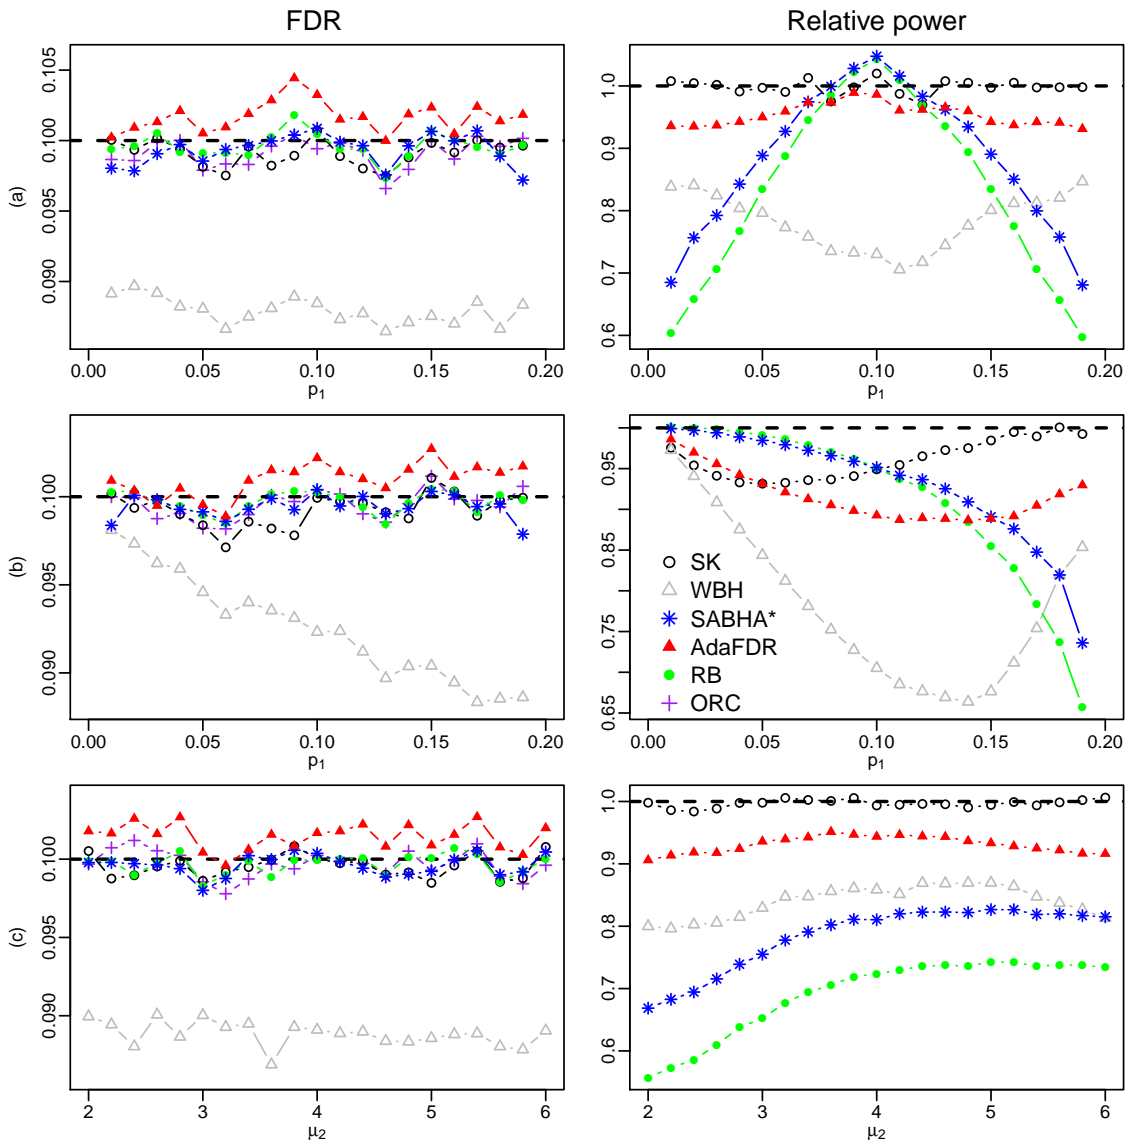 FDR
Relative power
(a)
0.105
0.100
0.095
0.090
0.00 0.05 0.10 0.15 0.20
p1
1.0
0.9
0.8
0.7
0.6
0.00 0.05 0.10 0.15 0.20
p1
(b)
0.100
0.095
0.090
0.00 0.05 0.10 0.15 0.20
p1
0.95
0.85
0.75
0.65
SK
WBH
SABHA*
AdaFDR
RB
ORC
0.00 0.05 0.10 0.15 0.20
p1
(c)
0.100
0.095
0.090
2 3 4 5 6
μ2
1.0
0.9
0.8
0.7
0.6
2 3 4 5 6
μ2